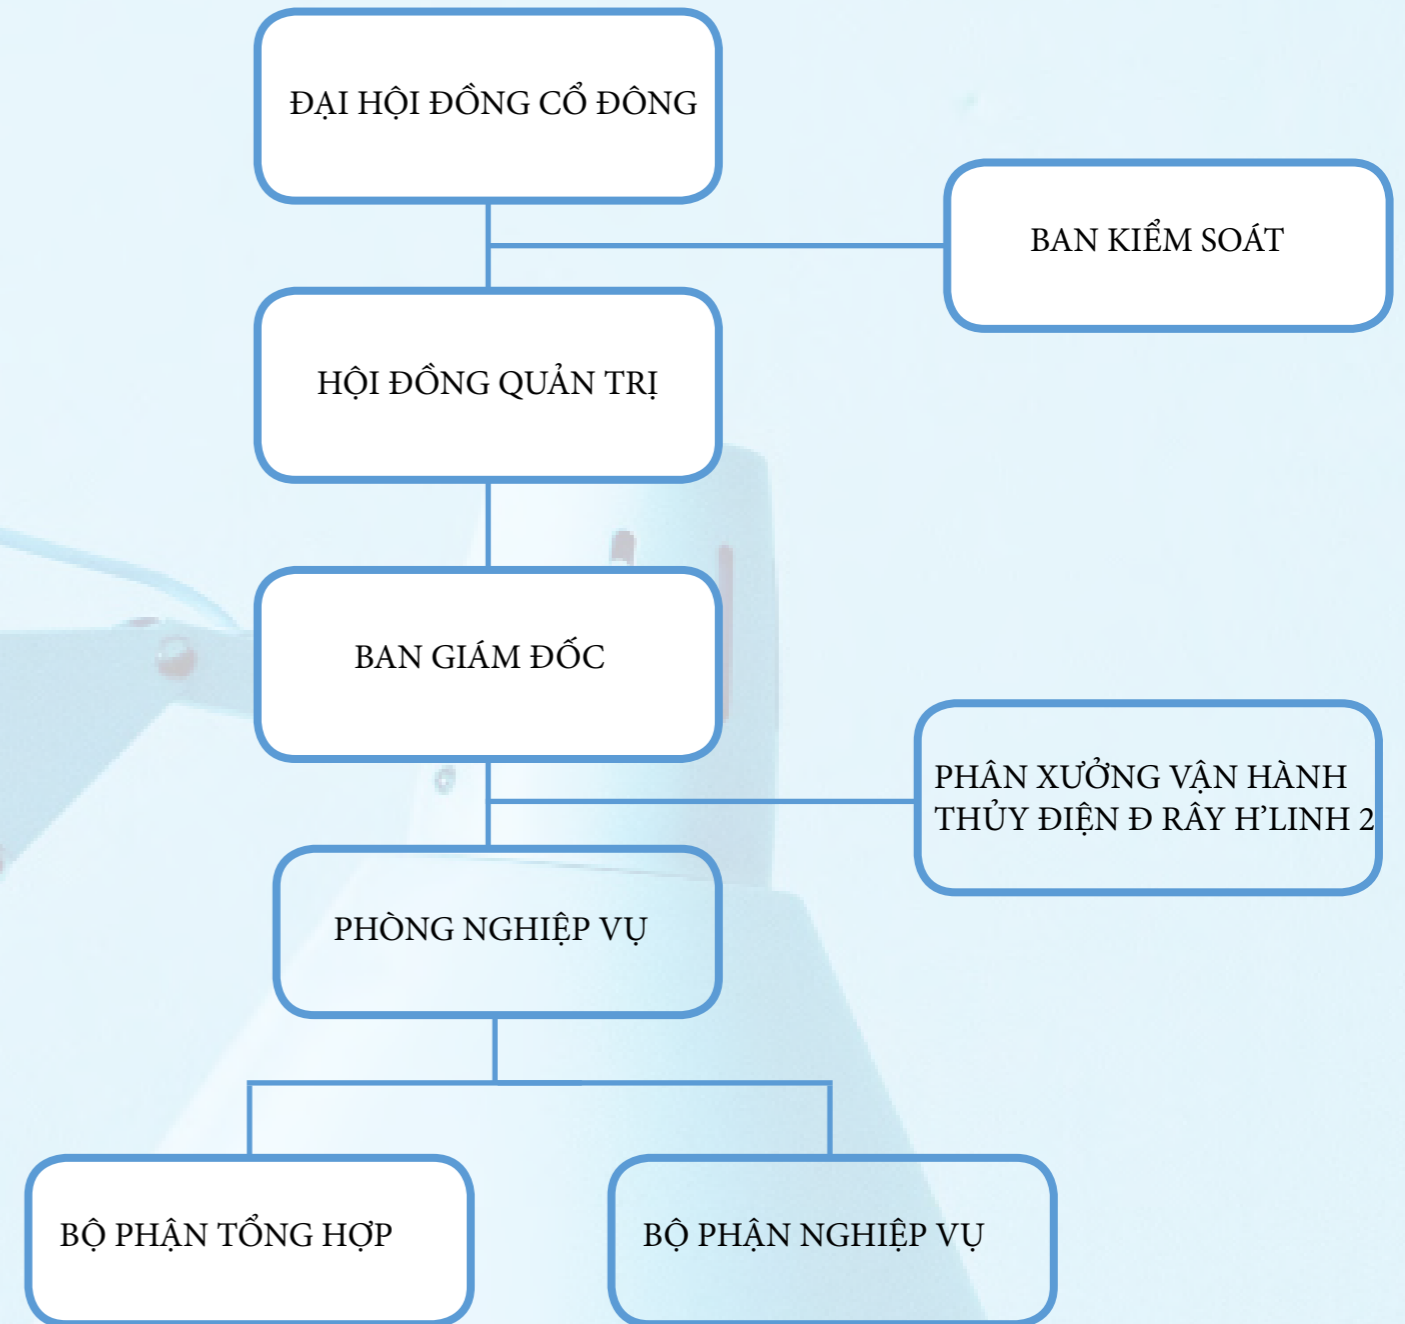 ĐẠI HỘI ĐỒNG CỔ ĐÔNG
BAN KIỂM SOÁT
HỘI ĐỒNG QUẢN TRỊ
BAN GIÁM ĐỐC
PHÂN XƯỞNG VẬN HÀNH
THỦY ĐIỆN Đ RÂY H’LINH 2
PHÒNG NGHIỆP VỤ
BỘ PHẬN TỔNG HỢP
BỘ PHẬN NGHIỆP VỤ